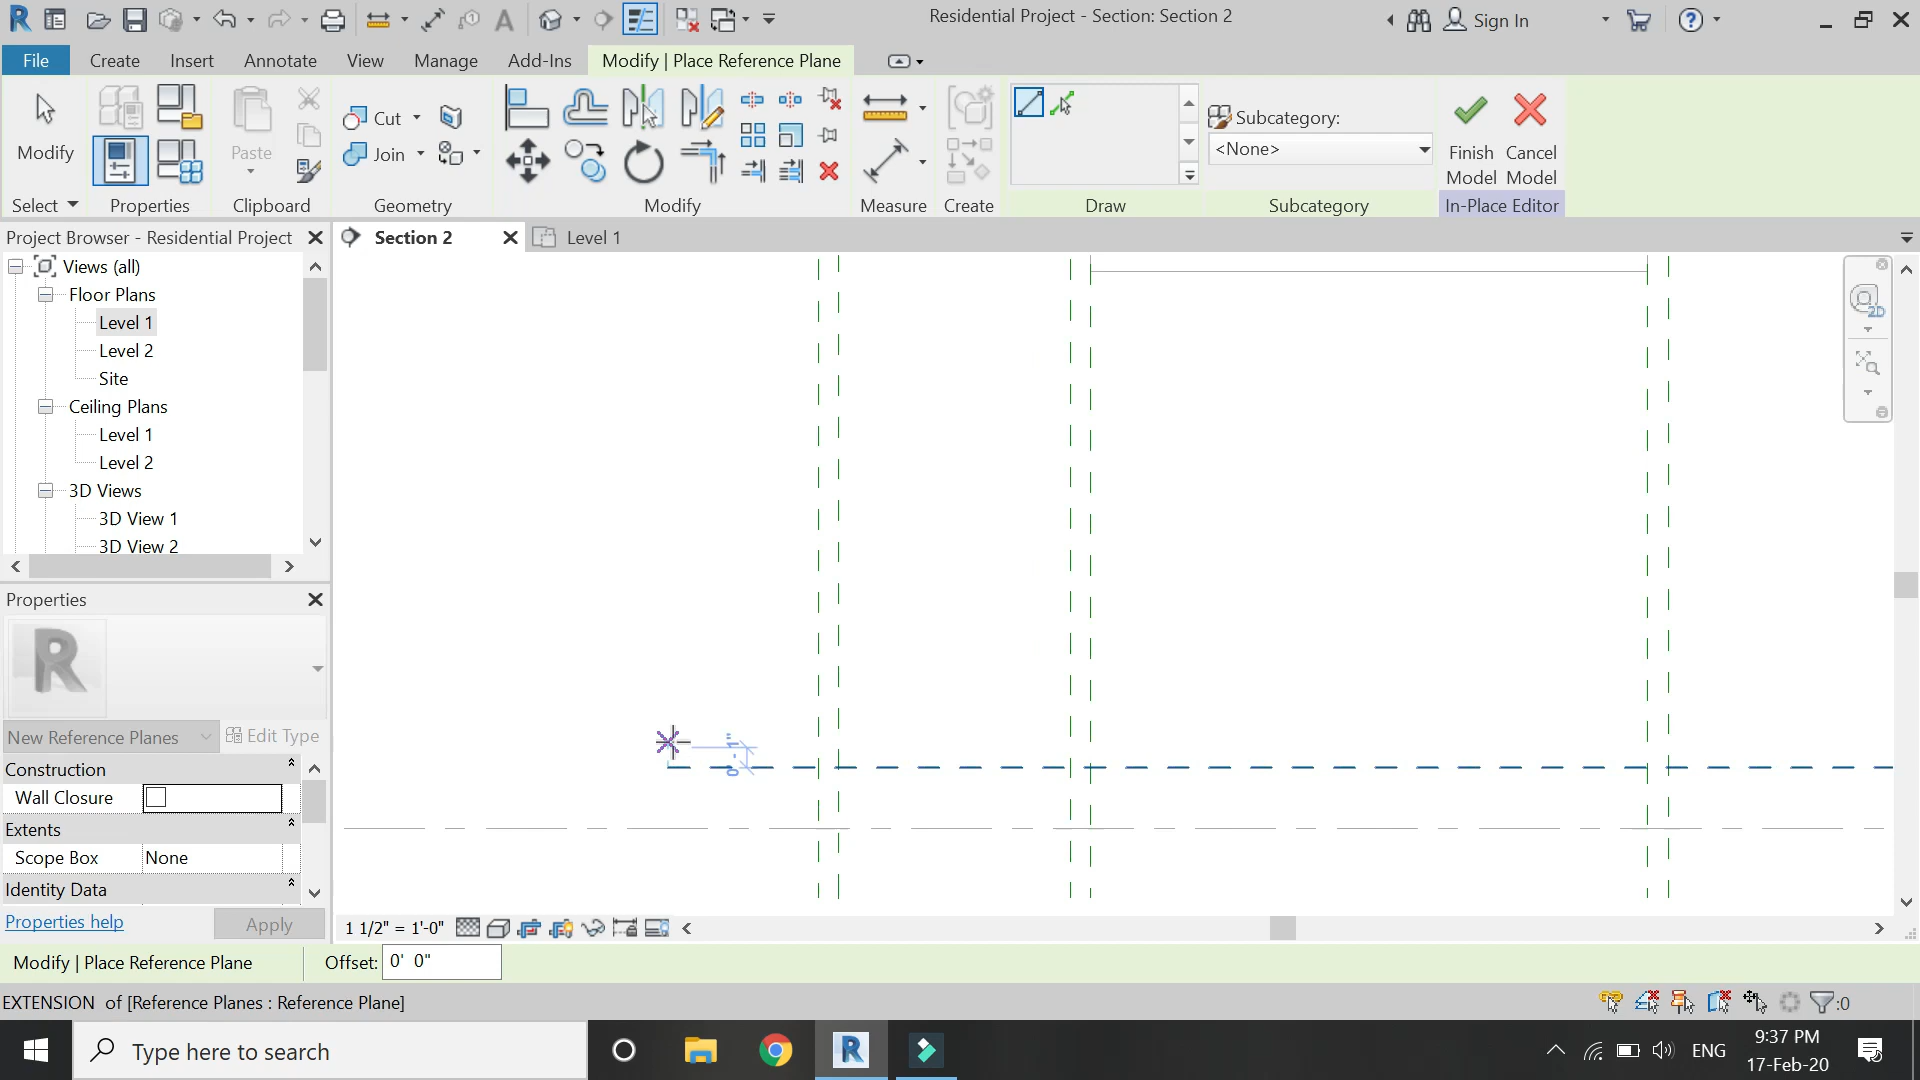 Residential Project - Section: Section 2
Sign In
File
Create
Insert
Annotate
View
Manage
Add-Ins
Modify | Place Reference Plane
Modify
Paste
Cut
Join
Subcategory:
<None>
Finish Model
Cancel Model
Select
Properties
Clipboard
Geometry
Modify
Measure
Create
Draw
Subcategory
In-Place Editor
Project Browser - Residential Project
Section 2
Level 1
Views (all)
Floor Plans
Level 1
Level 2
Site
Ceiling Plans
Level 1
Level 2
3D Views
3D View 1
3D View 2
2D
Properties
New Reference Planes
Edit Type
Construction
Wall Closure
Extents
Scope Box
None
Identity Data
Properties help
Apply
1 1/2" = 1'-0"
Modify | Place Reference Plane
Offset:
0' 0"
EXTENSION of [Reference Planes : Reference Plane]
:0
Type here to search
ENG
9:37 PM
17-Feb-20